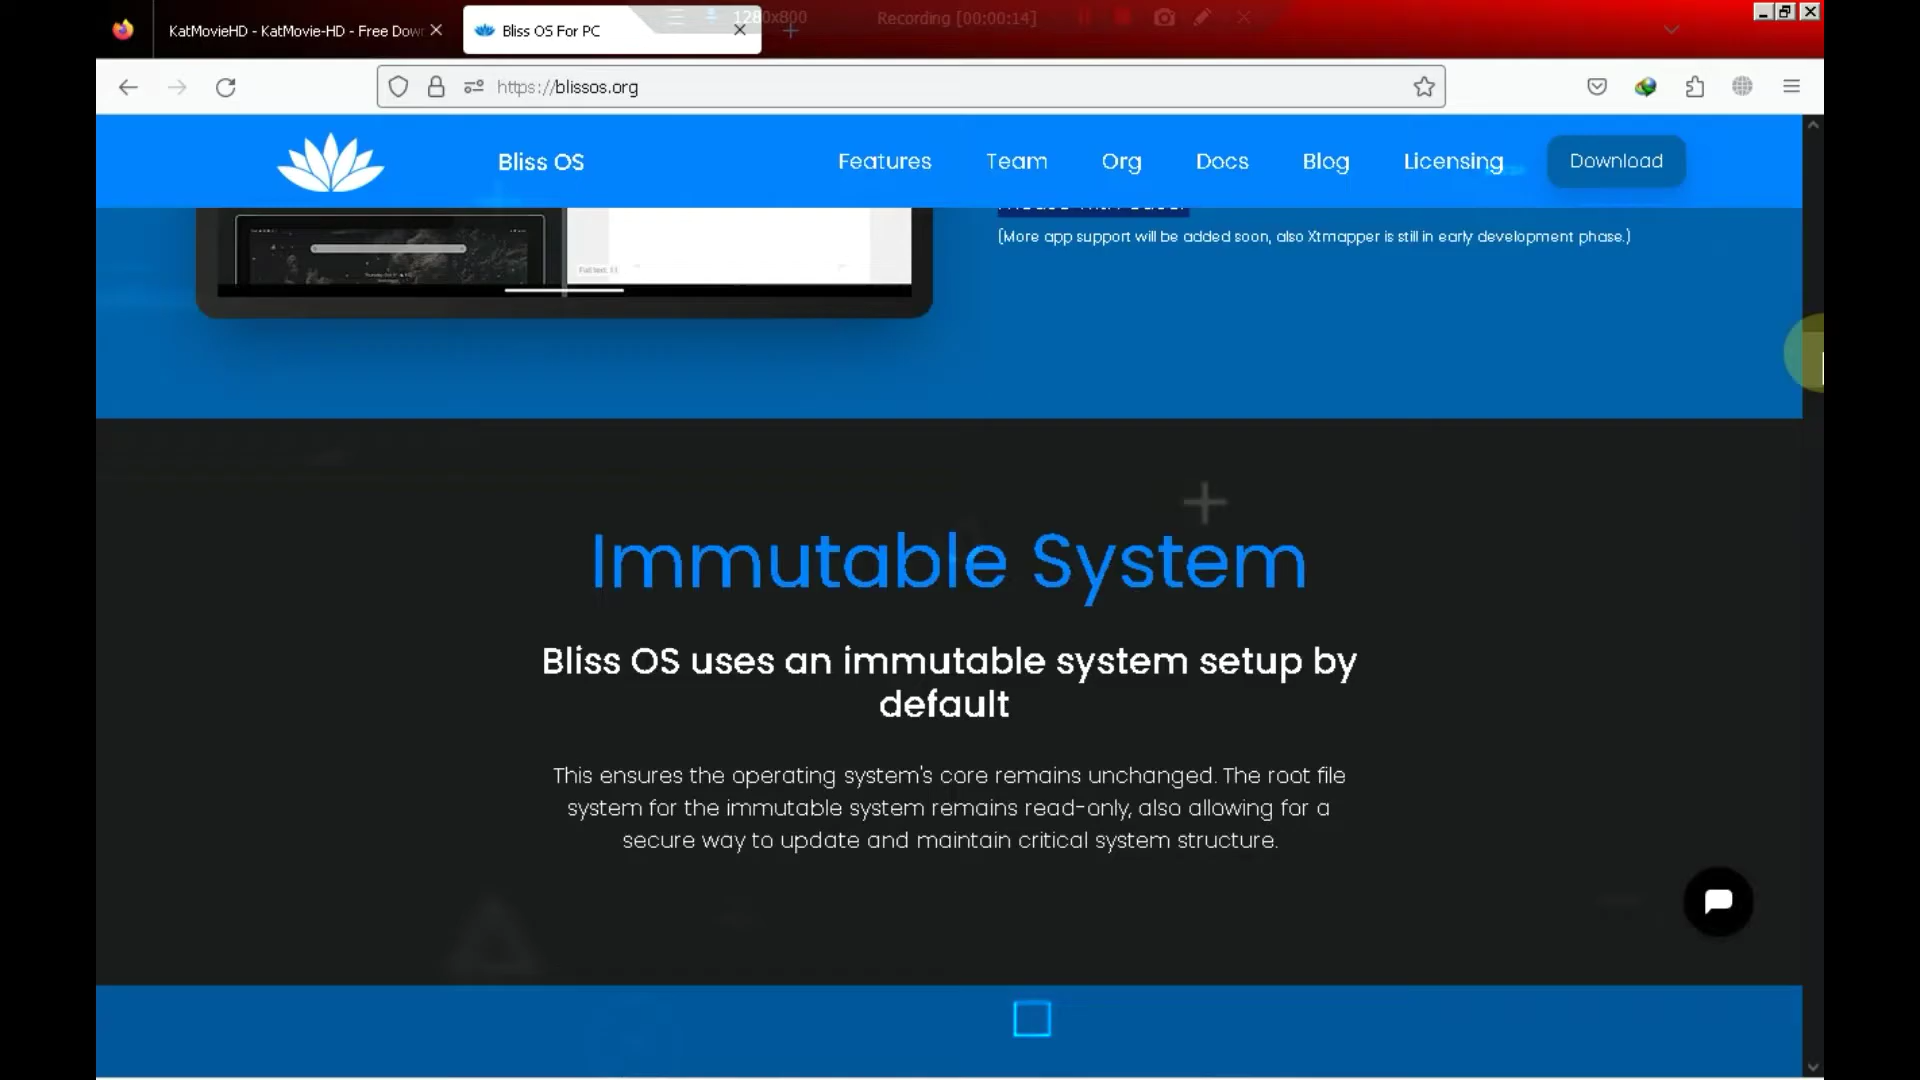 KatMovieHD - KatMovie-HD - Free Dow
Bliss OS For PC
1280x800
Recording [00:00:14]
https://blissos.org
Bliss OS
Features
Team
Org
Docs
Blog
Licensing
Download
(More app support will be added soon, also Xtmapper is still in early development phase.)
Immutable System
Bliss OS uses an immutable system setup by
default
This ensures the operating system's core remains unchanged. The root file
system for the immutable system remains read-only, also allowing for a
secure way to update and maintain critical system structure.